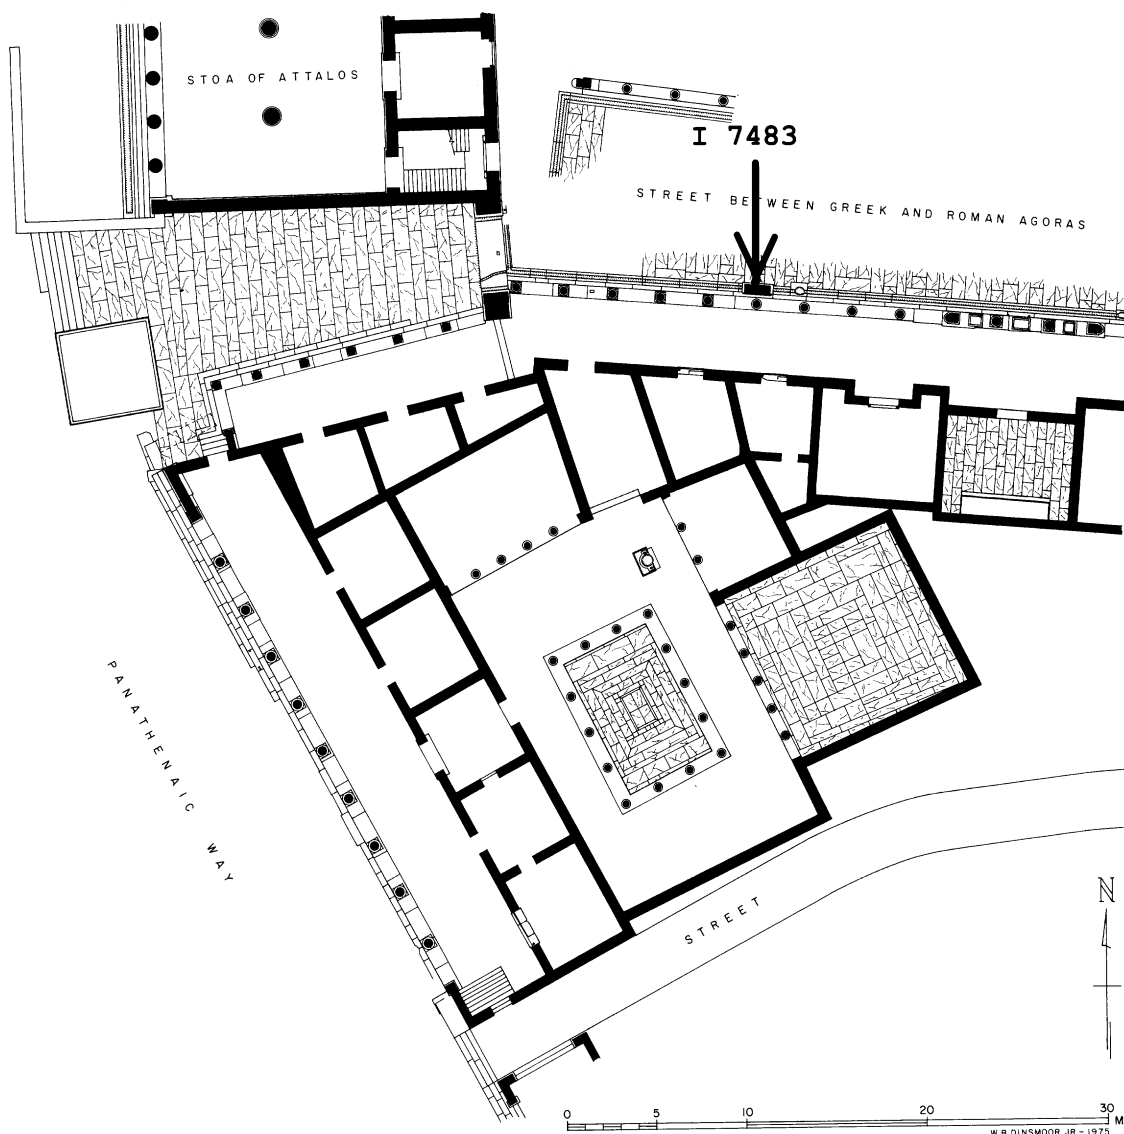 STOA OF ATTALOS
I 7483
STREET BETWEEN GREEK AND ROMAN AGORAS
PANATHENAIC WAY
STREET
N
0 5 10 20 30 M
W.B.DINSMOOR JR – 1975